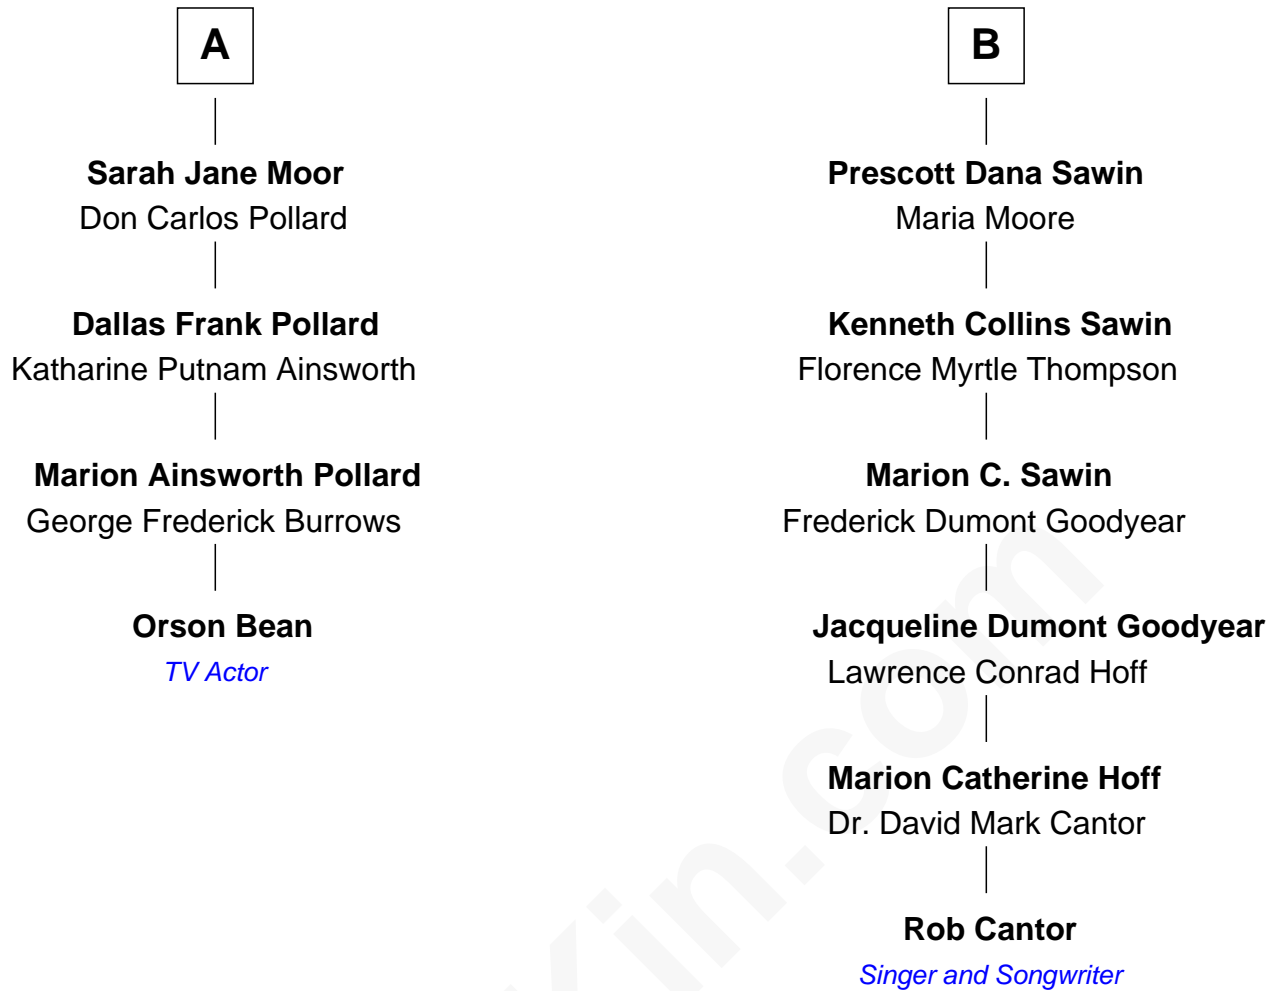 A
Sarah Jane Moor
Don Carlos Pollard
Dallas Frank Pollard
Katharine Putnam Ainsworth
Marion Ainsworth Pollard
George Frederick Burrows
Orson Bean
TV Actor
B
Prescott Dana Sawin
Maria Moore
Kenneth Collins Sawin
Florence Myrtle Thompson
Marion C. Sawin
Frederick Dumont Goodyear
Jacqueline Dumont Goodyear
Lawrence Conrad Hoff
Marion Catherine Hoff
Dr. David Mark Cantor
Rob Cantor
Singer and Songwriter
Kin.com